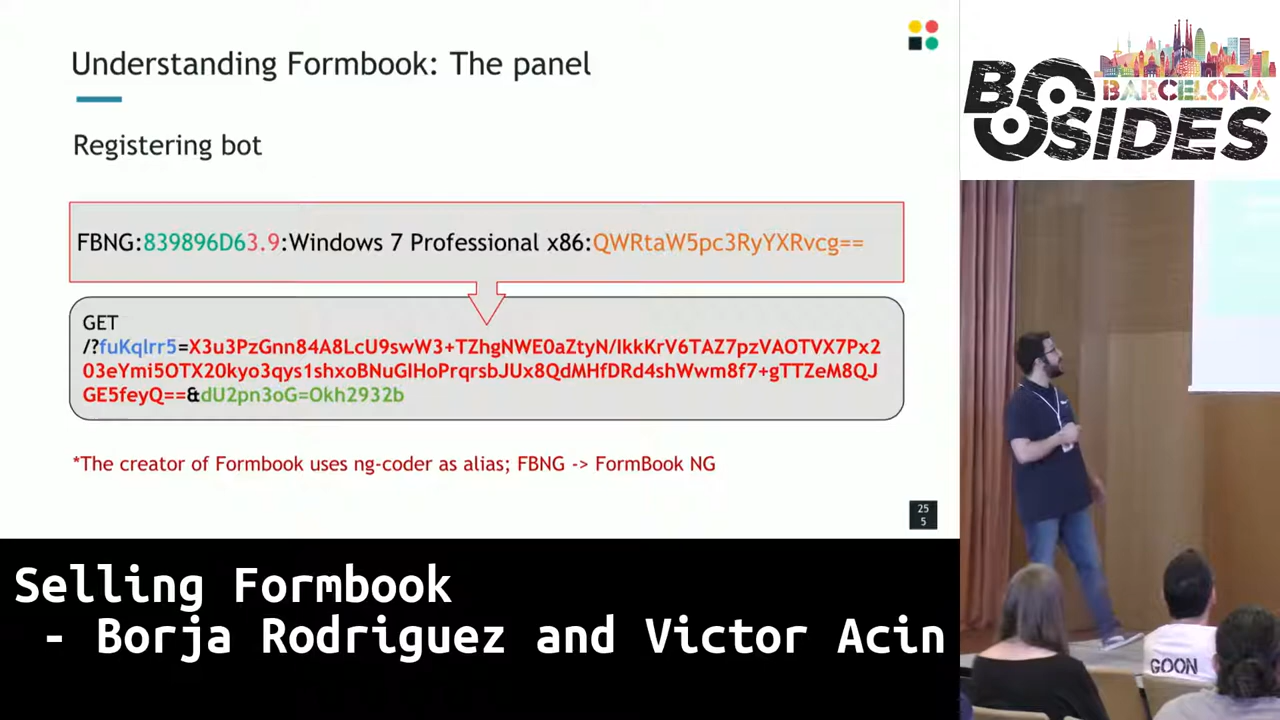 Understanding Formbook: The panel
Registering bot
FBNG:839896D63.9:Windows 7 Professional x86:QWRtaW5pc3RyYXRvcg==
GET
/?fuKqlrr5=X3u3PzGnn84A8LcU9swW3+TZhgNWE0aZtyN/IkkKrV6TAZ7pzVAOTVX7Px2
03eYmi5OTX20kyo3qys1shxoBNuGlHoPrqrsbJUx8QdMHfDRd4shWwm8f7+gTTZeM8QJ
GE5feyQ==&dU2pn3oG=Okh2932b
*The creator of Formbook uses ng-coder as alias; FBNG -> FormBook NG
25
5
BSIDES
BARCELONA
GOON
Selling Formbook
- Borja Rodriguez and Victor Acin